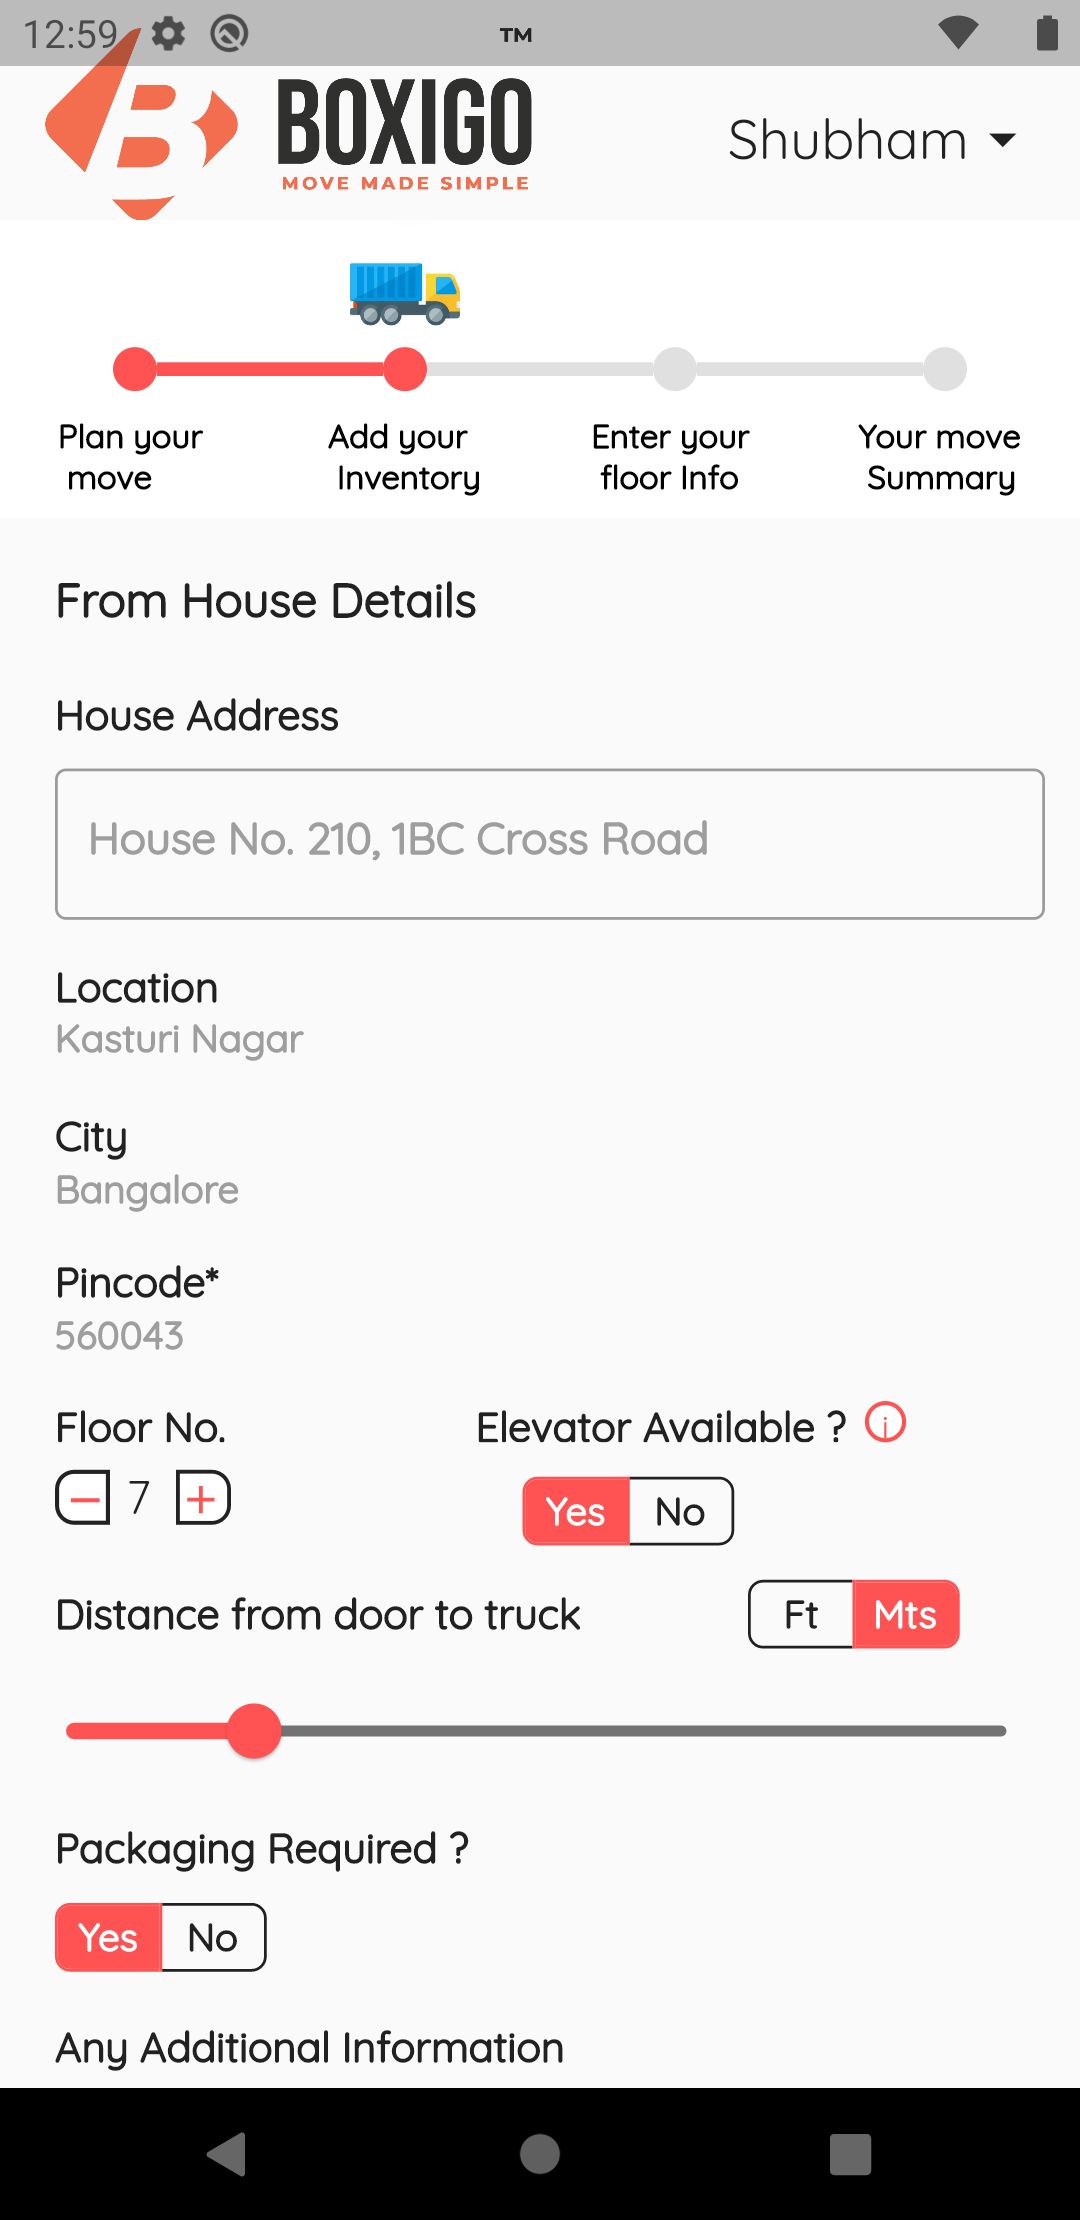 12:59
™
BOXIGO
MOVE MADE SIMPLE
Shubham
Plan your move
Add your Inventory
Enter your floor Info
Your move Summary
From House Details
House Address
House No. 210, 1BC Cross Road
Location
Kasturi Nagar
City
Bangalore
Pincode*
560043
Floor No.
Elevator Available ?
7
Yes No
Distance from door to truck
Ft Mts
Packaging Required ?
Yes No
Any Additional Information